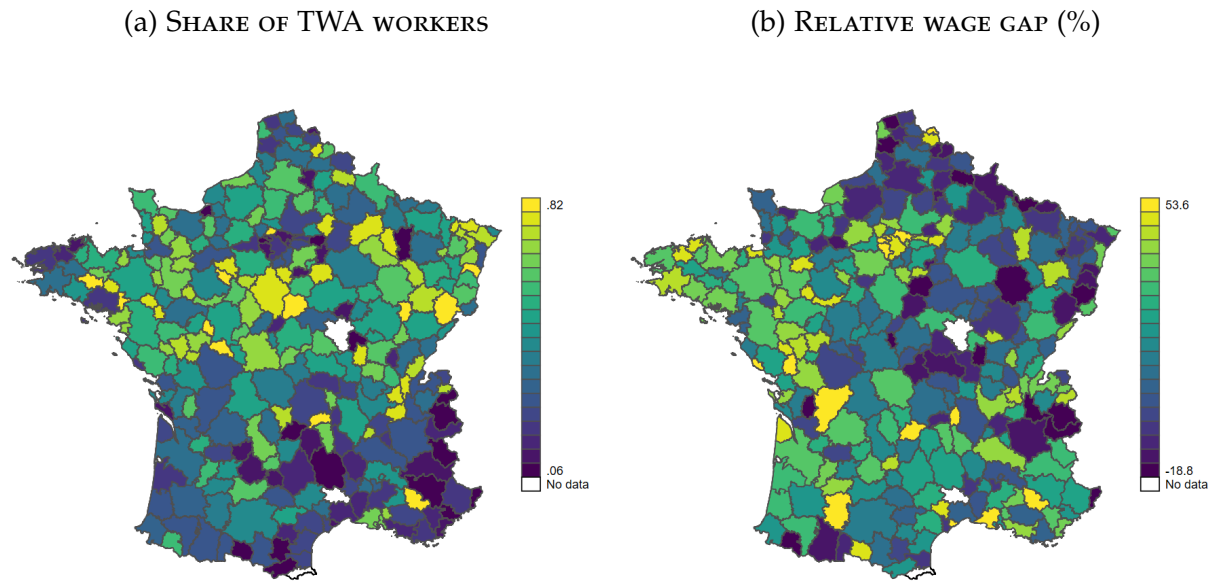 (a) Share of TWA workers
(b) Relative wage gap (%)
.82
.06
No data
53.6
-18.8
No data